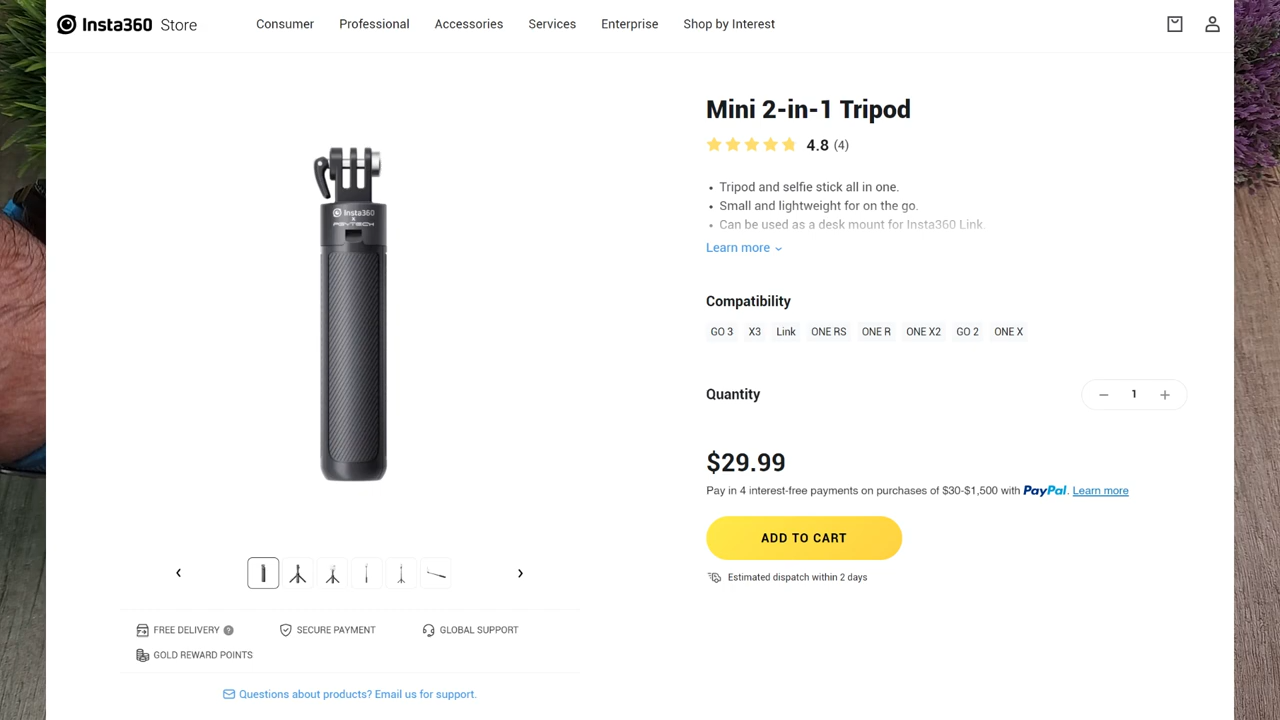 Insta360 Store
Consumer Professional Accessories Services Enterprise Shop by Interest
Mini 2-in-1 Tripod
4.8 (4)
Tripod and selfie stick all in one.
Small and lightweight for on the go.
Can be used as a desk mount for Insta360 Link.
Learn more
Insta360
x
PGYTECH
Compatibility
GO 3 X3 Link ONE RS ONE R ONE X2 GO 2 ONE X
Quantity
1
$29.99
Pay in 4 interest-free payments on purchases of $30-$1,500 with PayPal. Learn more
ADD TO CART
Estimated dispatch within 2 days
FREE DELIVERY ? SECURE PAYMENT GLOBAL SUPPORT
GOLD REWARD POINTS
Questions about products? Email us for support.